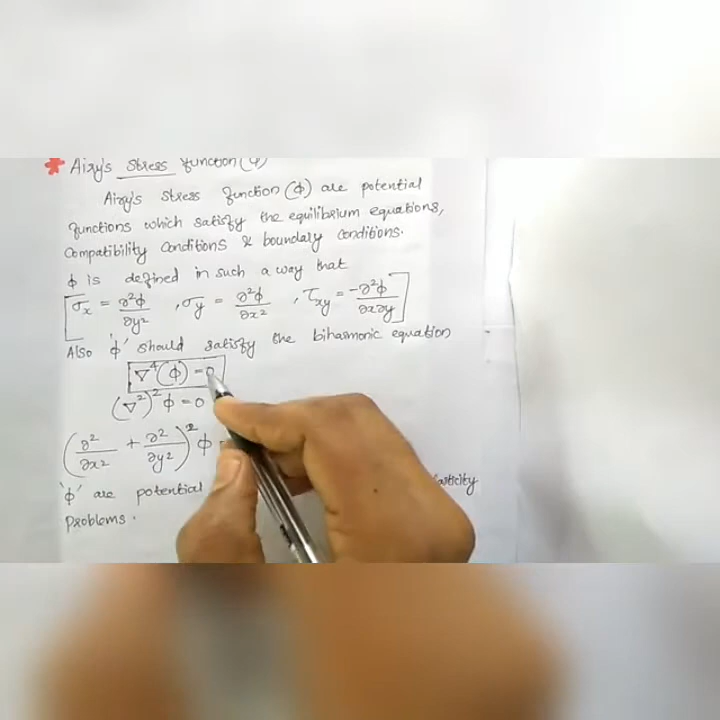 * Airy's Stress function (φ)
Airy's stress function (φ) are potential
functions which satisfy the equilibrium equations,
Compatibility Conditions & boundary Conditions.
φ is defined in such a way that
[σx = ∂²φ/∂y² , σy = ∂²φ/∂x² , τxy = -∂²φ/∂x∂y]
Also 'φ' should satisfy the biharmonic equation
∇⁴(φ) = 0
(∇²)² φ = 0
(∂²/∂x² + ∂²/∂y²)² φ =
'φ' are potential
Problems.